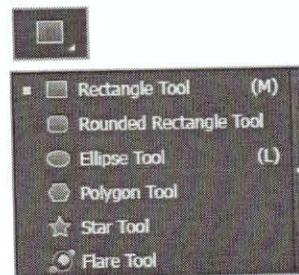 Rectangle Tool (M)
Rounded Rectangle Tool
Ellipse Tool (L)
Polygon Tool
Star Tool
Flare Tool